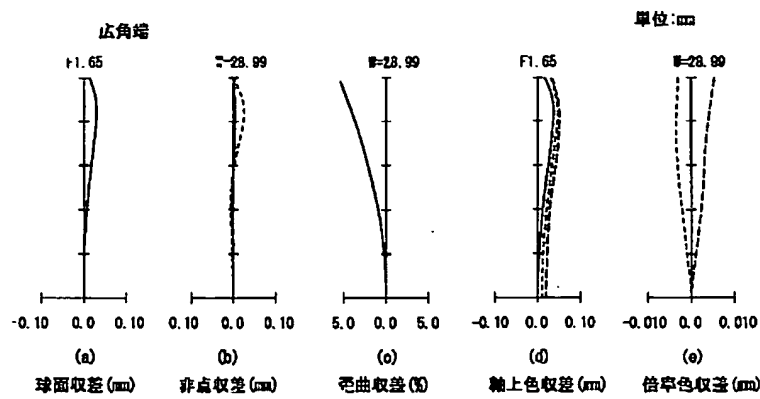 広角端
単位:mm
F1.65
W=28.99
W=28.99
F1.65
W=28.99
-0.10 0.0 0.10
0.10 0.0 0.10
5.0 0.0 5.0
-0.10 0.0 0.10
-0.010 0.0 0.010
(a)
(b)
(c)
(d)
(e)
球面収差(mm)
非点収差(mm)
歪曲収差(%)
軸上色収差(mm)
倍率色収差(mm)